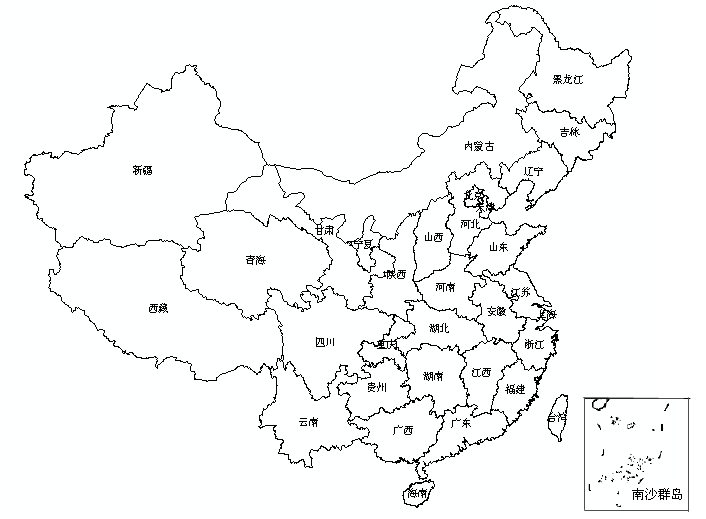 黑龙江
吉林
内蒙古
辽宁
新疆
北京
天津
甘肃
河北
山西
宁夏
山东
青海
陕西
河南
江苏
西藏
安徽
上海
湖北
四川
重庆
浙江
江西
湖南
贵州
福建
云南
广西
广东
台湾
海南
南沙群岛